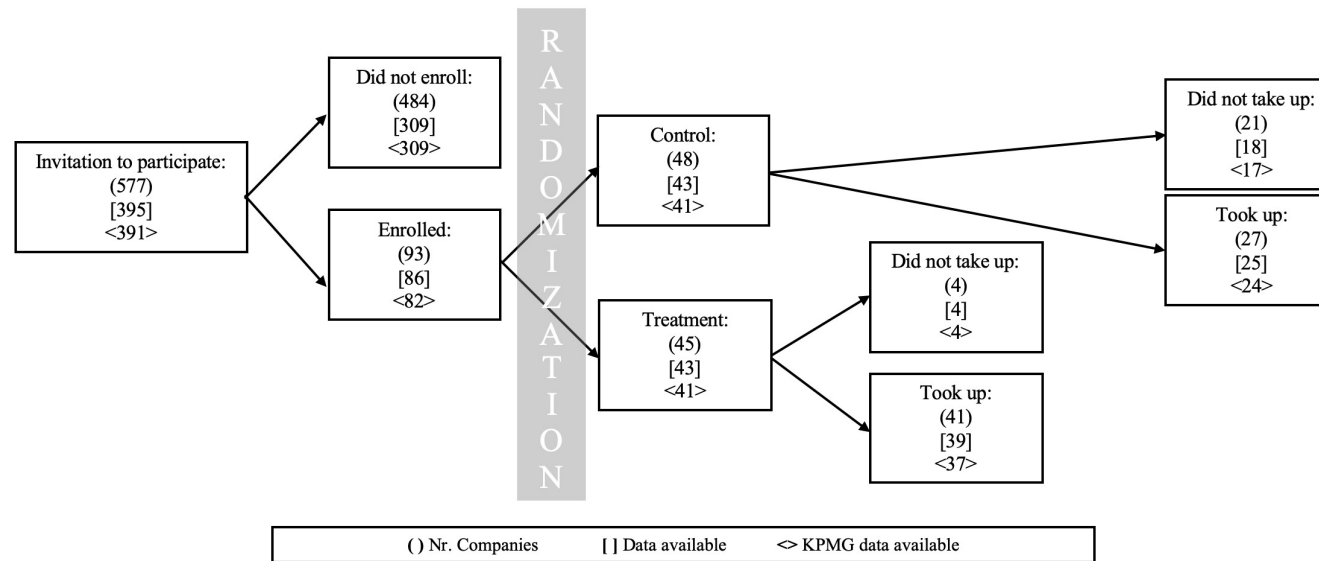 Invitation to participate:
(577)
[395]
<391>
Did not enroll:
(484)
[309]
<309>
Enrolled:
(93)
[86]
<82>
RANDOMIZATION
Control:
(48)
[43]
<41>
Treatment:
(45)
[43]
<41>
Did not take up:
(4)
[4]
<4>
Took up:
(41)
[39]
<37>
Did not take up:
(21)
[18]
<17>
Took up:
(27)
[25]
<24>
( ) Nr. Companies [ ] Data available <> KPMG data available